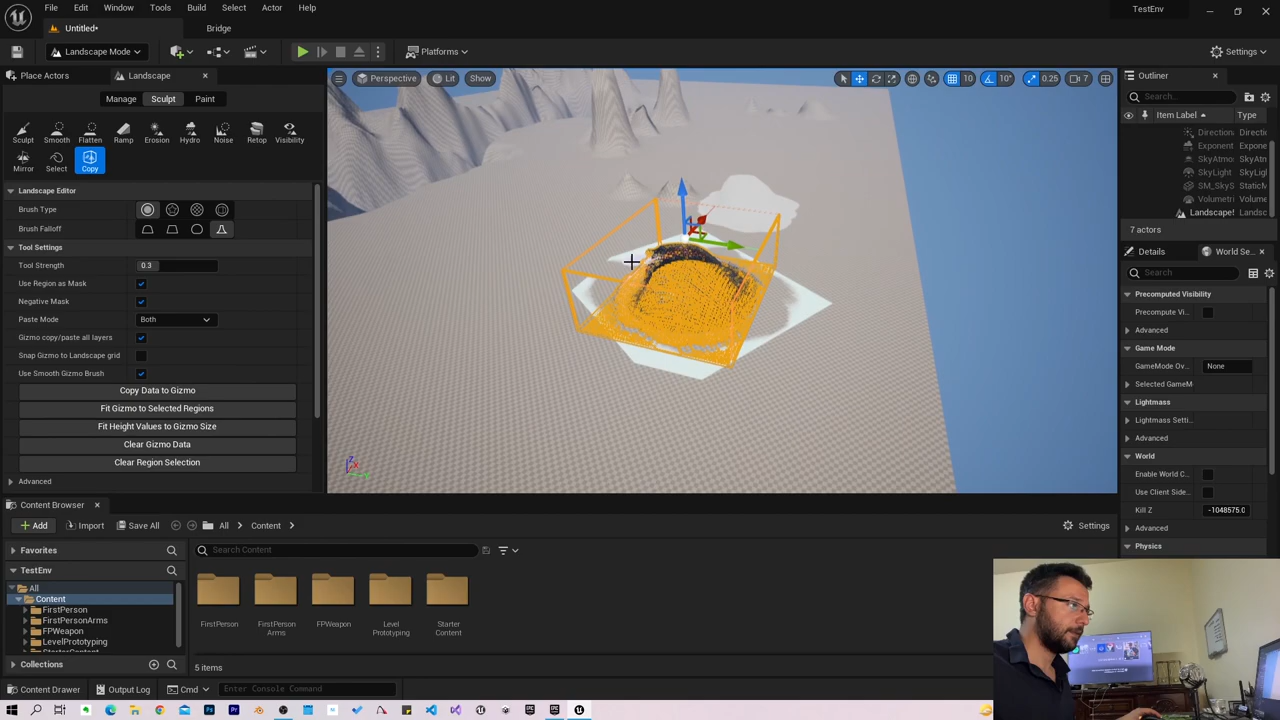 File Edit Window Tools Build Select Actor Help
TestEnv
Untitled•
Bridge
Landscape Mode
Platforms
Settings
Place Actors
Landscape
Perspective
Lit
Show
10
10°
0.25
7
Outliner
Manage
Sculpt
Paint
Search...
Item Label
Type
Sculpt Smooth Flatten Ramp Erosion Hydro Noise Retop Visibility
Mirror Select Copy
Directi
Directi
Exponent
Expone
SkyAtmo
SkyAtm
SkyLight
SkyLigh
SM_SkyS
StaticM
Volumetri
Volume
Landscape!
Landsc
7 actors
Landscape Editor
Brush Type
Brush Falloff
Tool Settings
Tool Strength
0.3
Use Region as Mask
Negative Mask
Paste Mode
Both
Gizmo copy/paste all layers
Snap Gizmo to Landscape grid
Use Smooth Gizmo Brush
Copy Data to Gizmo
Fit Gizmo to Selected Regions
Fit Height Values to Gizmo Size
Clear Gizmo Data
Clear Region Selection
Advanced
Details
World Se...
Search
Precomputed Visibility
Precompute Vi...
Advanced
Game Mode
GameMode Ov...
None
Selected GameM
Lightmass
Lightmass Setti...
Advanced
World
Enable World C...
Use Client Side...
Kill Z
-1048575.0
Advanced
Physics
Content Browser
Add
Import
Save All
All
Content
Settings
Favorites
Search Content
TestEnv
All
Content
FirstPerson
FirstPersonArms
FPWeapon
LevelPrototyping
StarterContent
Collections
FirstPerson
FirstPerson
Arms
FPWeapon
Level
Prototyping
Starter
Content
5 items
Content Drawer
Output Log
Cmd
Enter Console Command